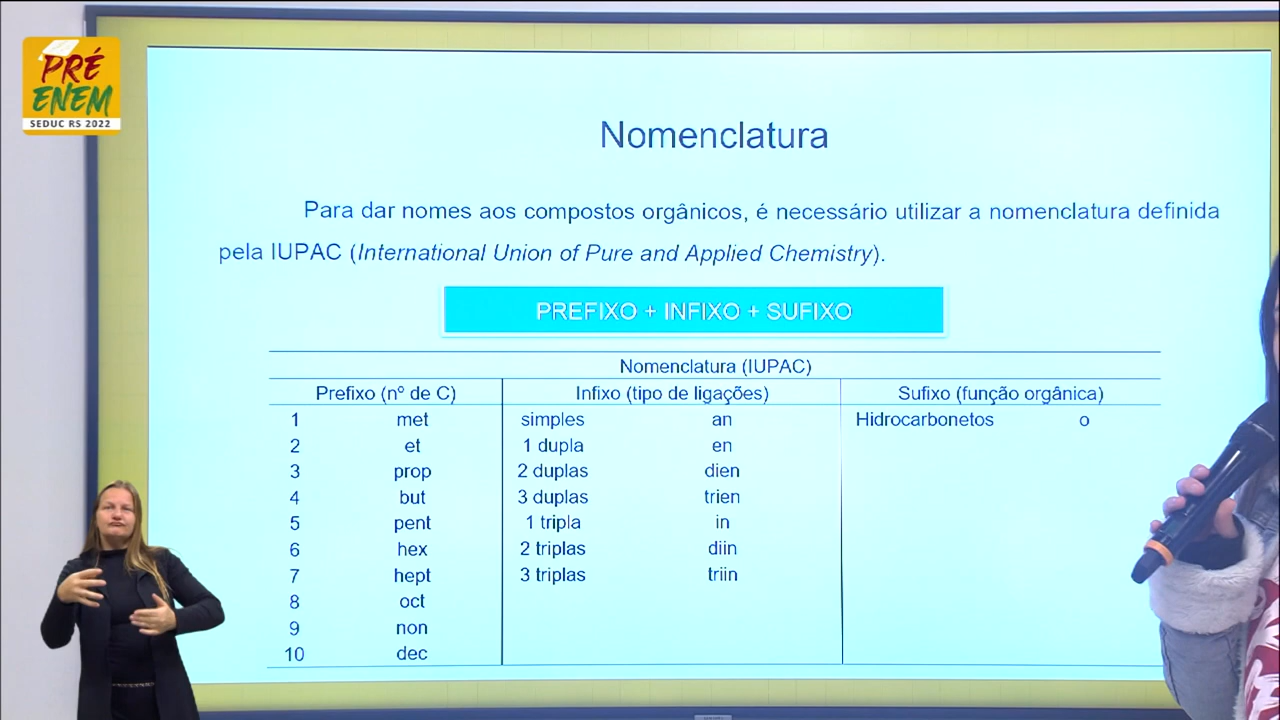 PRÉ
ENEM
SEDUC RS 2022
Nomenclatura
Para dar nomes aos compostos orgânicos, é necessário utilizar a nomenclatura definida
pela IUPAC (International Union of Pure and Applied Chemistry).
PREFIXO + INFIXO + SUFIXO
Nomenclatura (IUPAC)
Prefixo (nº de C) Infixo (tipo de ligações) Sufixo (função orgânica)
1 met simples an Hidrocarbonetos o
2 et 1 dupla en
3 prop 2 duplas dien
4 but 3 duplas trien
5 pent 1 tripla in
6 hex 2 triplas diin
7 hept 3 triplas triin
8 oct
9 non
10 dec